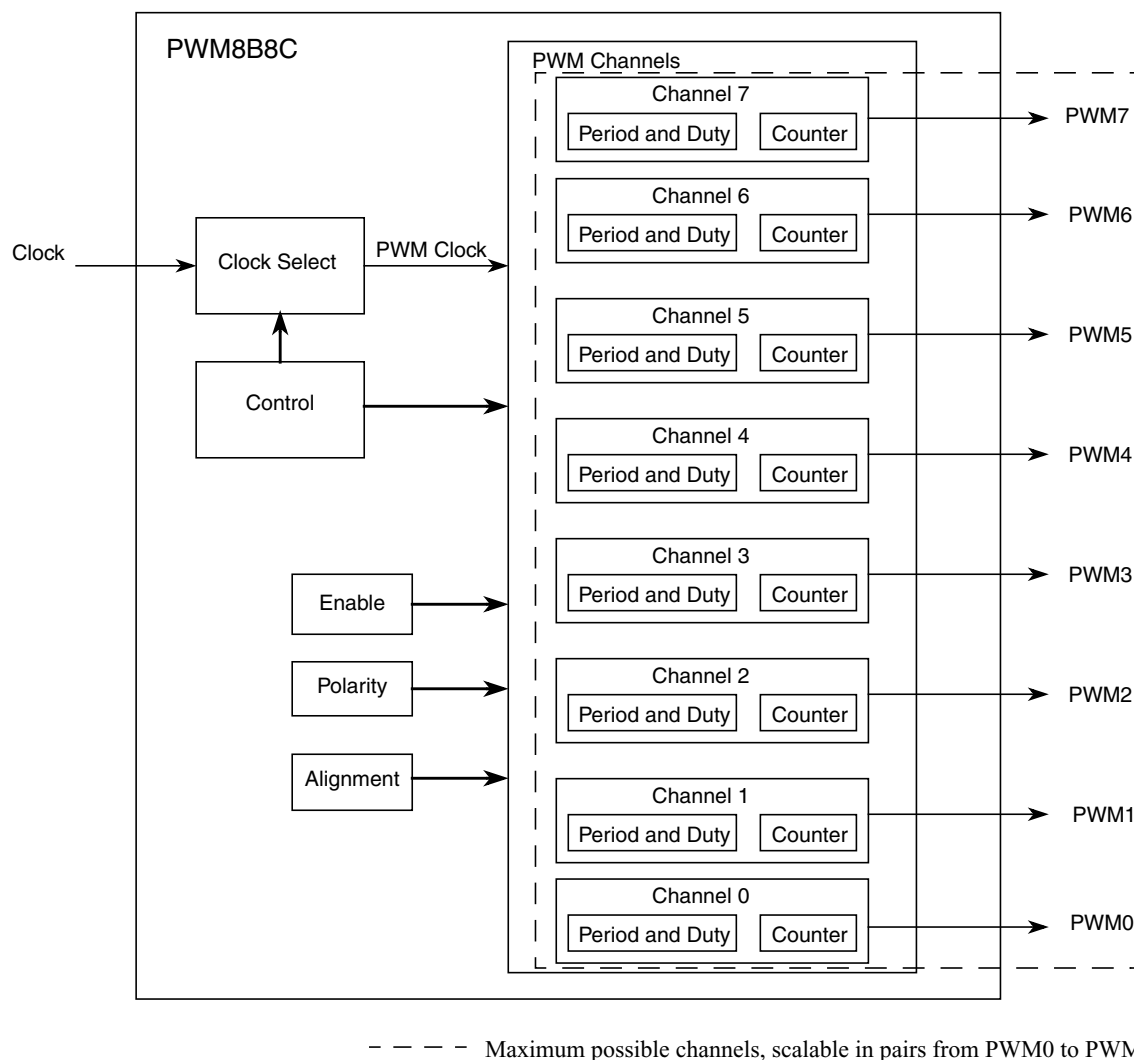 PWM8B8C
PWM Channels
Channel 7
Period and Duty Counter
PWM7
Channel 6
Period and Duty Counter
PWM6
Clock
Clock Select
PWM Clock
Channel 5
Period and Duty Counter
PWM5
Control
Channel 4
Period and Duty Counter
PWM4
Channel 3
Period and Duty Counter
PWM3
Enable
Polarity
Channel 2
Period and Duty Counter
PWM2
Alignment
Channel 1
Period and Duty Counter
PWM1
Channel 0
Period and Duty Counter
PWM0
Maximum possible channels, scalable in pairs from PWM0 to PWM